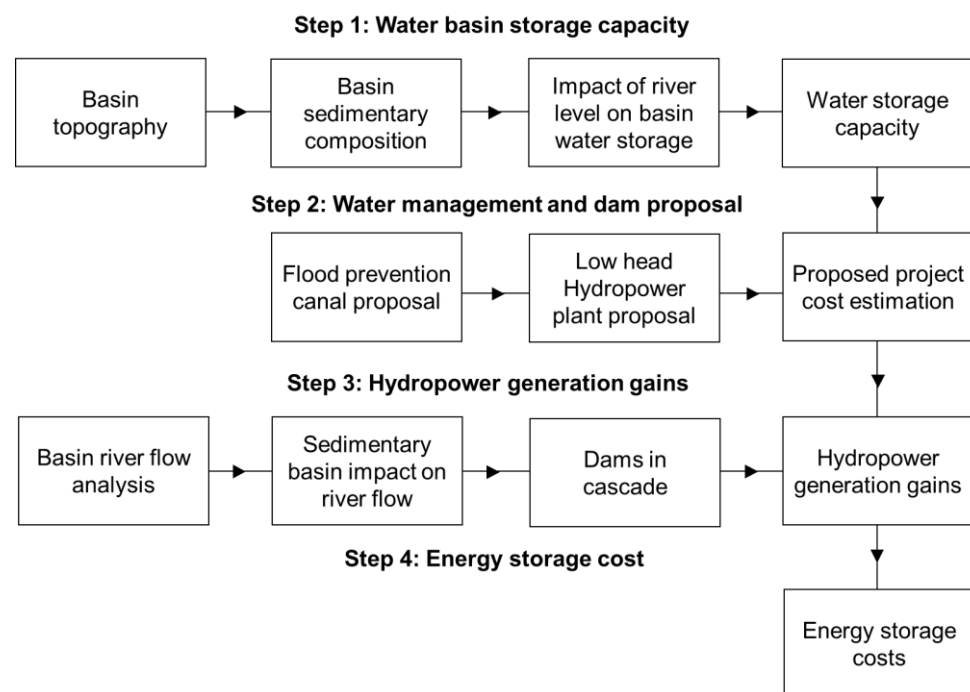 Step 1: Water basin storage capacity
Basin
topography
Basin
sedimentary
composition
Impact of river
level on basin
water storage
Water storage
capacity
Step 2: Water management and dam proposal
Flood prevention
canal proposal
Low head
Hydropower
plant proposal
Proposed project
cost estimation
Step 3: Hydropower generation gains
Basin river flow
analysis
Sedimentary
basin impact on
river flow
Dams in
cascade
Hydropower
generation gains
Step 4: Energy storage cost
Energy storage
costs